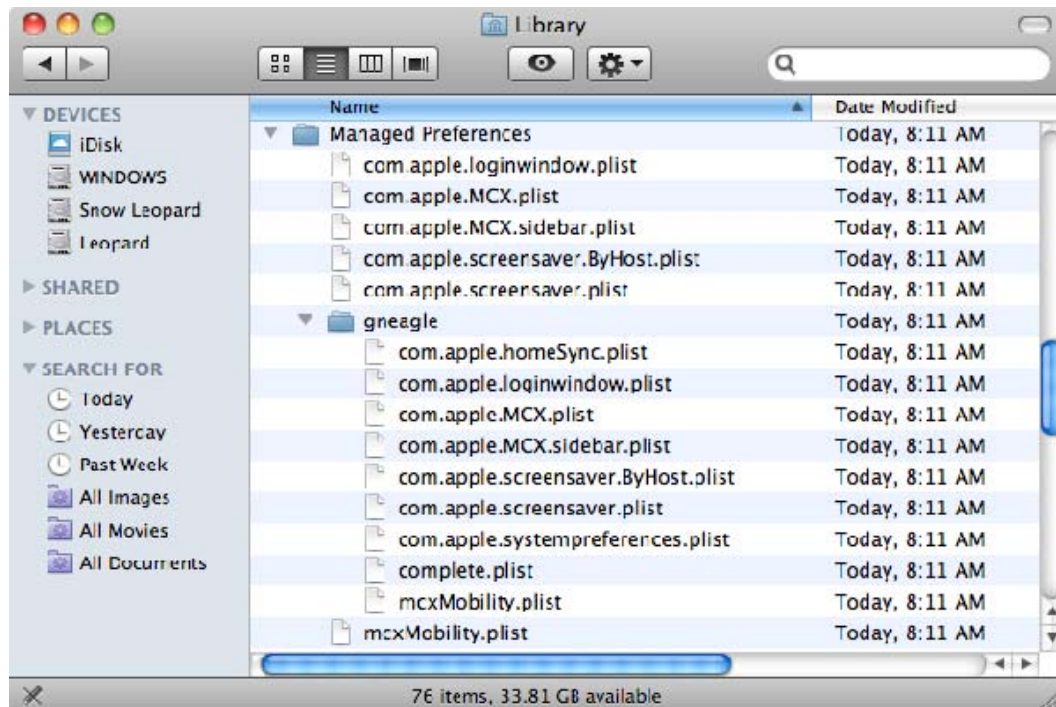 Library
Name Date Modified
DEVICES
iDisk
WINDOWS
Snow Leopard
Leopard
SHARED
PLACES
SEARCH FOR
Today
Yesterday
Past Week
All Images
All Movies
All Documents
Managed Preferences Today, 8:11 AM
com.apple.loginwindow.plist Today, 8:11 AM
com.apple.MCX.plist Today, 8:11 AM
com.apple.MCX.sidebar.plist Today, 8:11 AM
com.apple.screensaver.ByHost.plist Today, 8:11 AM
com.apple.screensaver.plist Today, 8:11 AM
gneagle Today, 8:11 AM
com.apple.homeSync.plist Today, 8:11 AM
com.apple.loginwindow.plist Today, 8:11 AM
com.apple.MCX.plist Today, 8:11 AM
com.apple.MCX.sidebar.plist Today, 8:11 AM
com.apple.screensaver.ByHost.plist Today, 8:11 AM
com.apple.screensaver.plist Today, 8:11 AM
com.apple.systempreferences.plist Today, 8:11 AM
complete.plist Today, 8:11 AM
mcxMobility.plist Today, 8:11 AM
mcxMobility.plist Today, 8:11 AM
76 items, 33.81 GB available